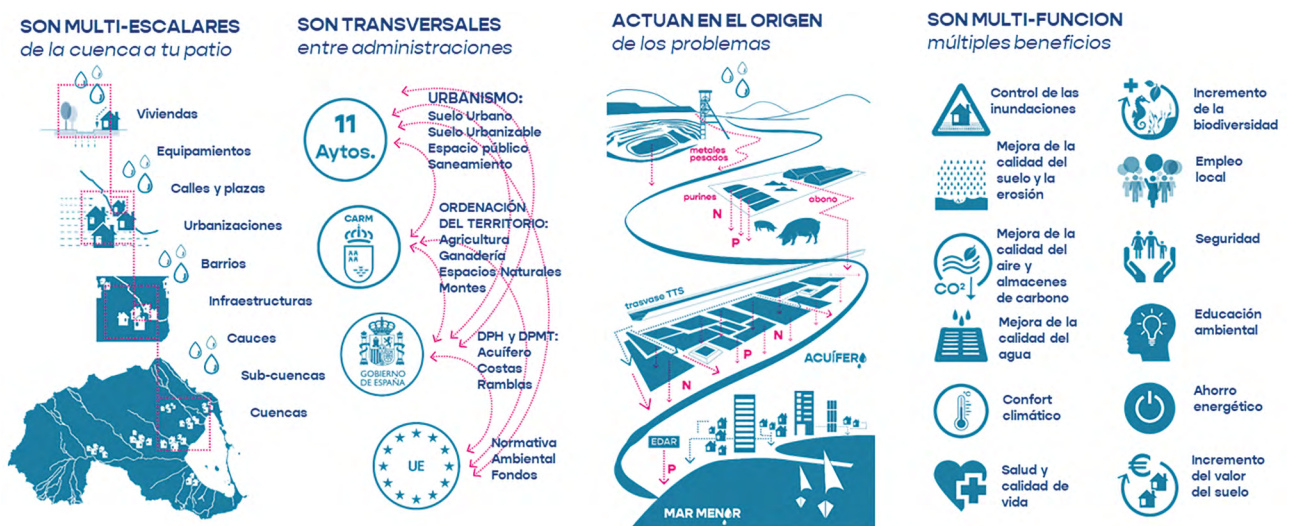 SON MULTI-ESCALARES
de la cuenca a tu patio
Viviendas
Equipamientos
Calles y plazas
Urbanizaciones
Barrios
Infraestructuras
Cauces
Sub-cuencas
Cuencas
SON TRANSVERSALES
entre administraciones
11
Aytos.
URBANISMO:
Suelo Urbano
Suelo Urbanizable
Espacio público
Saneamiento
CARM
ORDENACIÓN
DEL TERRITORIO:
Agricultura
Ganadería
Espacios Naturales
Montes
GOBIERNO
DE ESPAÑA
DPH y DPMT:
Acuífero
Costas
Ramblas
UE
Normativa
Ambiental
Fondos
ACTUAN EN EL ORIGEN
de los problemas
metales
pesados
purines
abono
N
P
trasvase TTS
N
P
N
ACUÍFERO
EDAR
P
MAR MENOR
SON MULTI-FUNCION
múltiples beneficios
Control de las
inundaciones
Mejora de la
calidad del
suelo y la
erosión
CO²
Mejora de la
calidad del
aire y
almacenes
de carbono
Mejora de la
calidad del
agua
°C
Confort
climático
Salud y
calidad de
vida
Incremento
de la
biodiversidad
Empleo
local
Seguridad
Educación
ambiental
Ahorro
energético
€
Incremento
del valor
del suelo